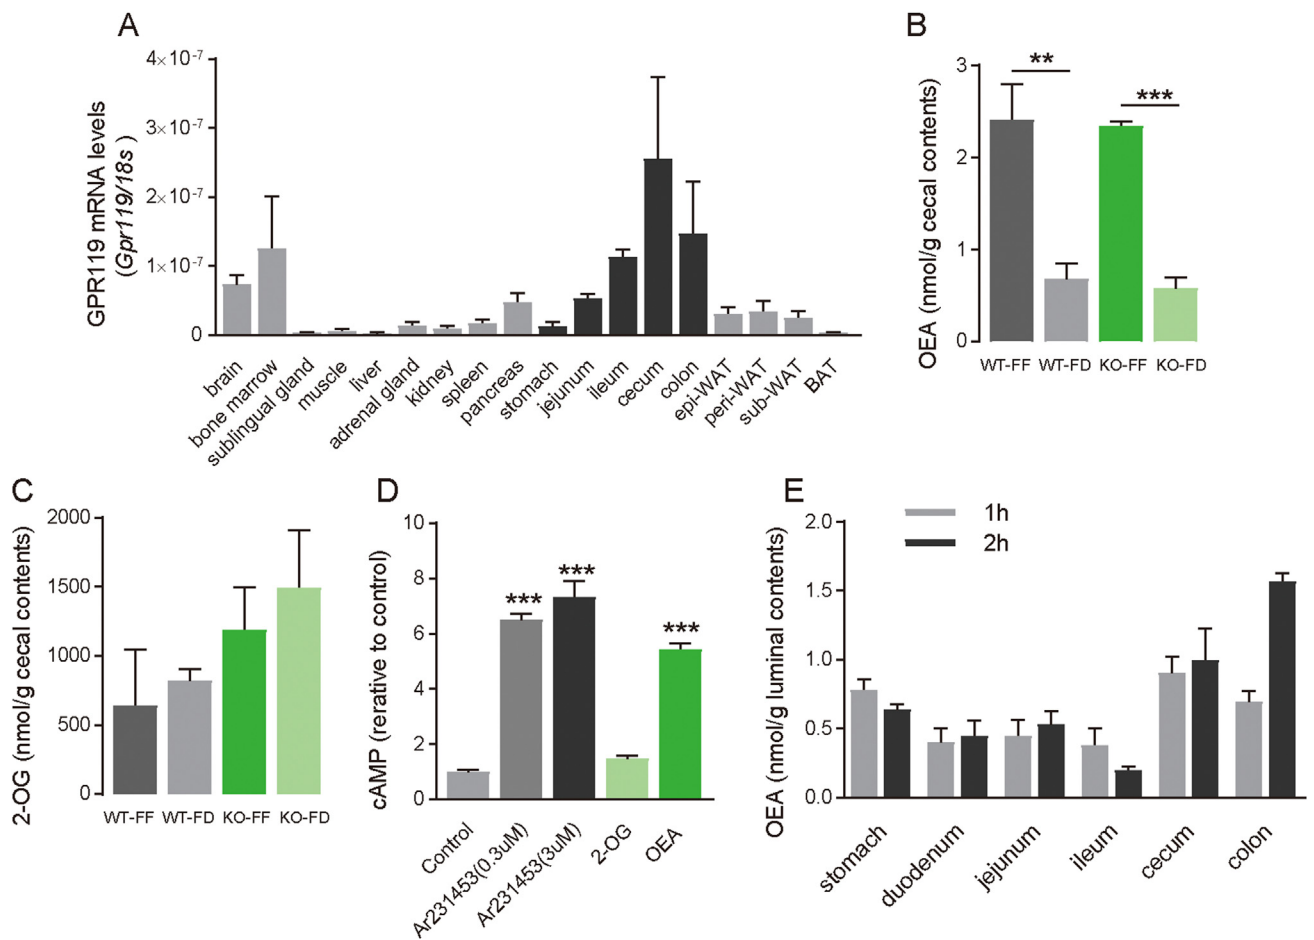 A
GPR119 mRNA levels
(Gpr119/18s )
4×10⁻⁷
3×10⁻⁷
2×10⁻⁷
1×10⁻⁷
0
brain
bone marrow
sublingual gland
muscle
liver
adrenal gland
kidney
spleen
pancreas
stomach
jejunum
ileum
cecum
colon
epi-WAT
peri-WAT
sub-WAT
BAT
B
OEA (nmol/g cecal contents)
3
2
1
0
**
***
WT-FF WT-FD KO-FF KO-FD
C
2-OG (nmol/g cecal contents)
2000
1500
1000
500
0
WT-FF WT-FD KO-FF KO-FD
D
cAMP (rerative to control)
10
8
6
4
2
0
***
***
***
Control
Ar231453(0.3uM)
Ar231453(3uM)
2-OG
OEA
E
1h
2h
OEA (nmol/g luminal contents)
2.0
1.5
1.0
0.5
0.0
stomach
duodenum
jejunum
ileum
cecum
colon